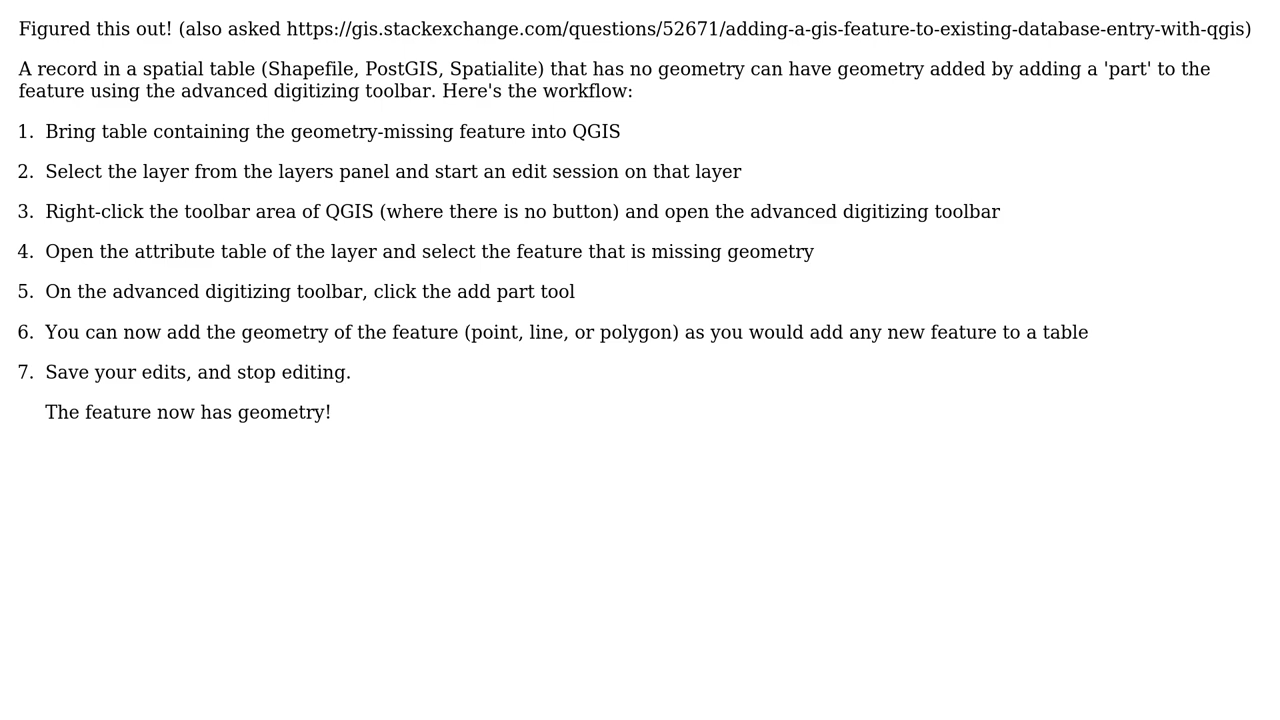 Figured this out! (also asked https://gis.stackexchange.com/questions/52671/adding-a-gis-feature-to-existing-database-entry-with-qgis)
A record in a spatial table (Shapefile, PostGIS, Spatialite) that has no geometry can have geometry added by adding a 'part' to the
feature using the advanced digitizing toolbar. Here's the workflow:
1. Bring table containing the geometry-missing feature into QGIS
2. Select the layer from the layers panel and start an edit session on that layer
3. Right-click the toolbar area of QGIS (where there is no button) and open the advanced digitizing toolbar
4. Open the attribute table of the layer and select the feature that is missing geometry
5. On the advanced digitizing toolbar, click the add part tool
6. You can now add the geometry of the feature (point, line, or polygon) as you would add any new feature to a table
7. Save your edits, and stop editing.
The feature now has geometry!